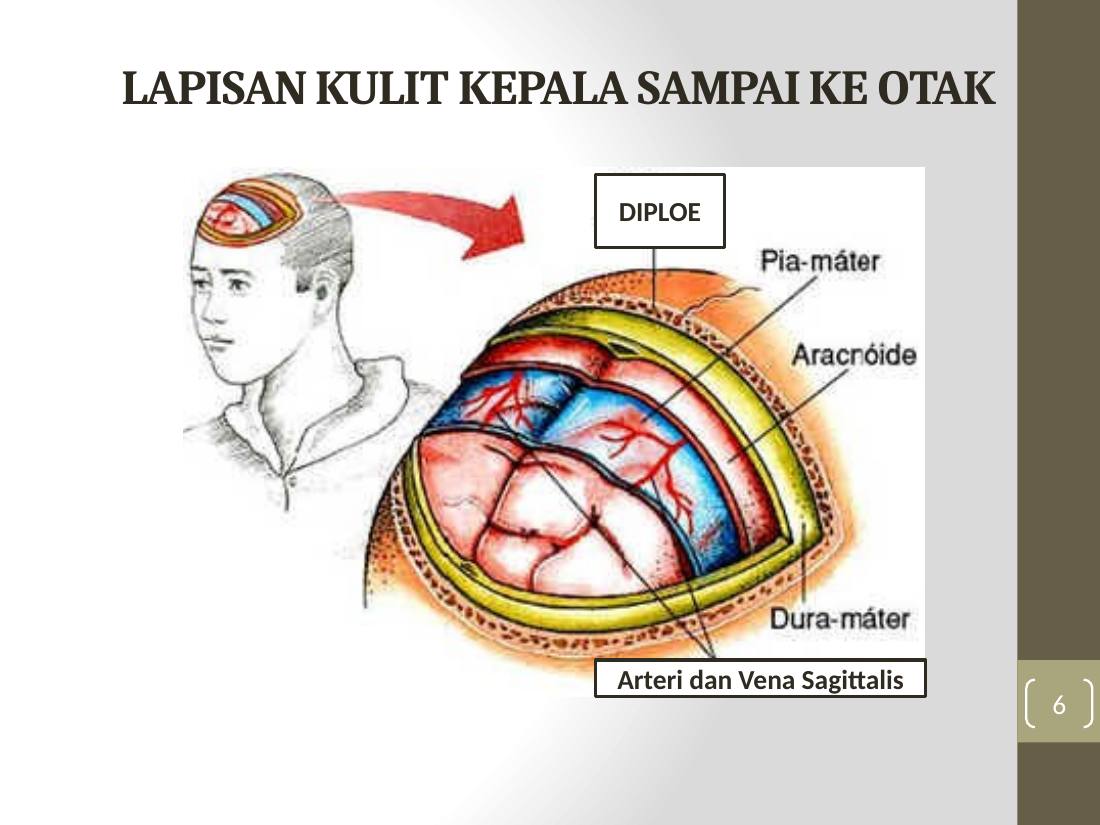 LAPISAN KULIT KEPALA SAMPAI KE OTAK
DIPLOE
Pia-máter
Aracnóide
Dura-máter
Arteri dan Vena Sagittalis
6